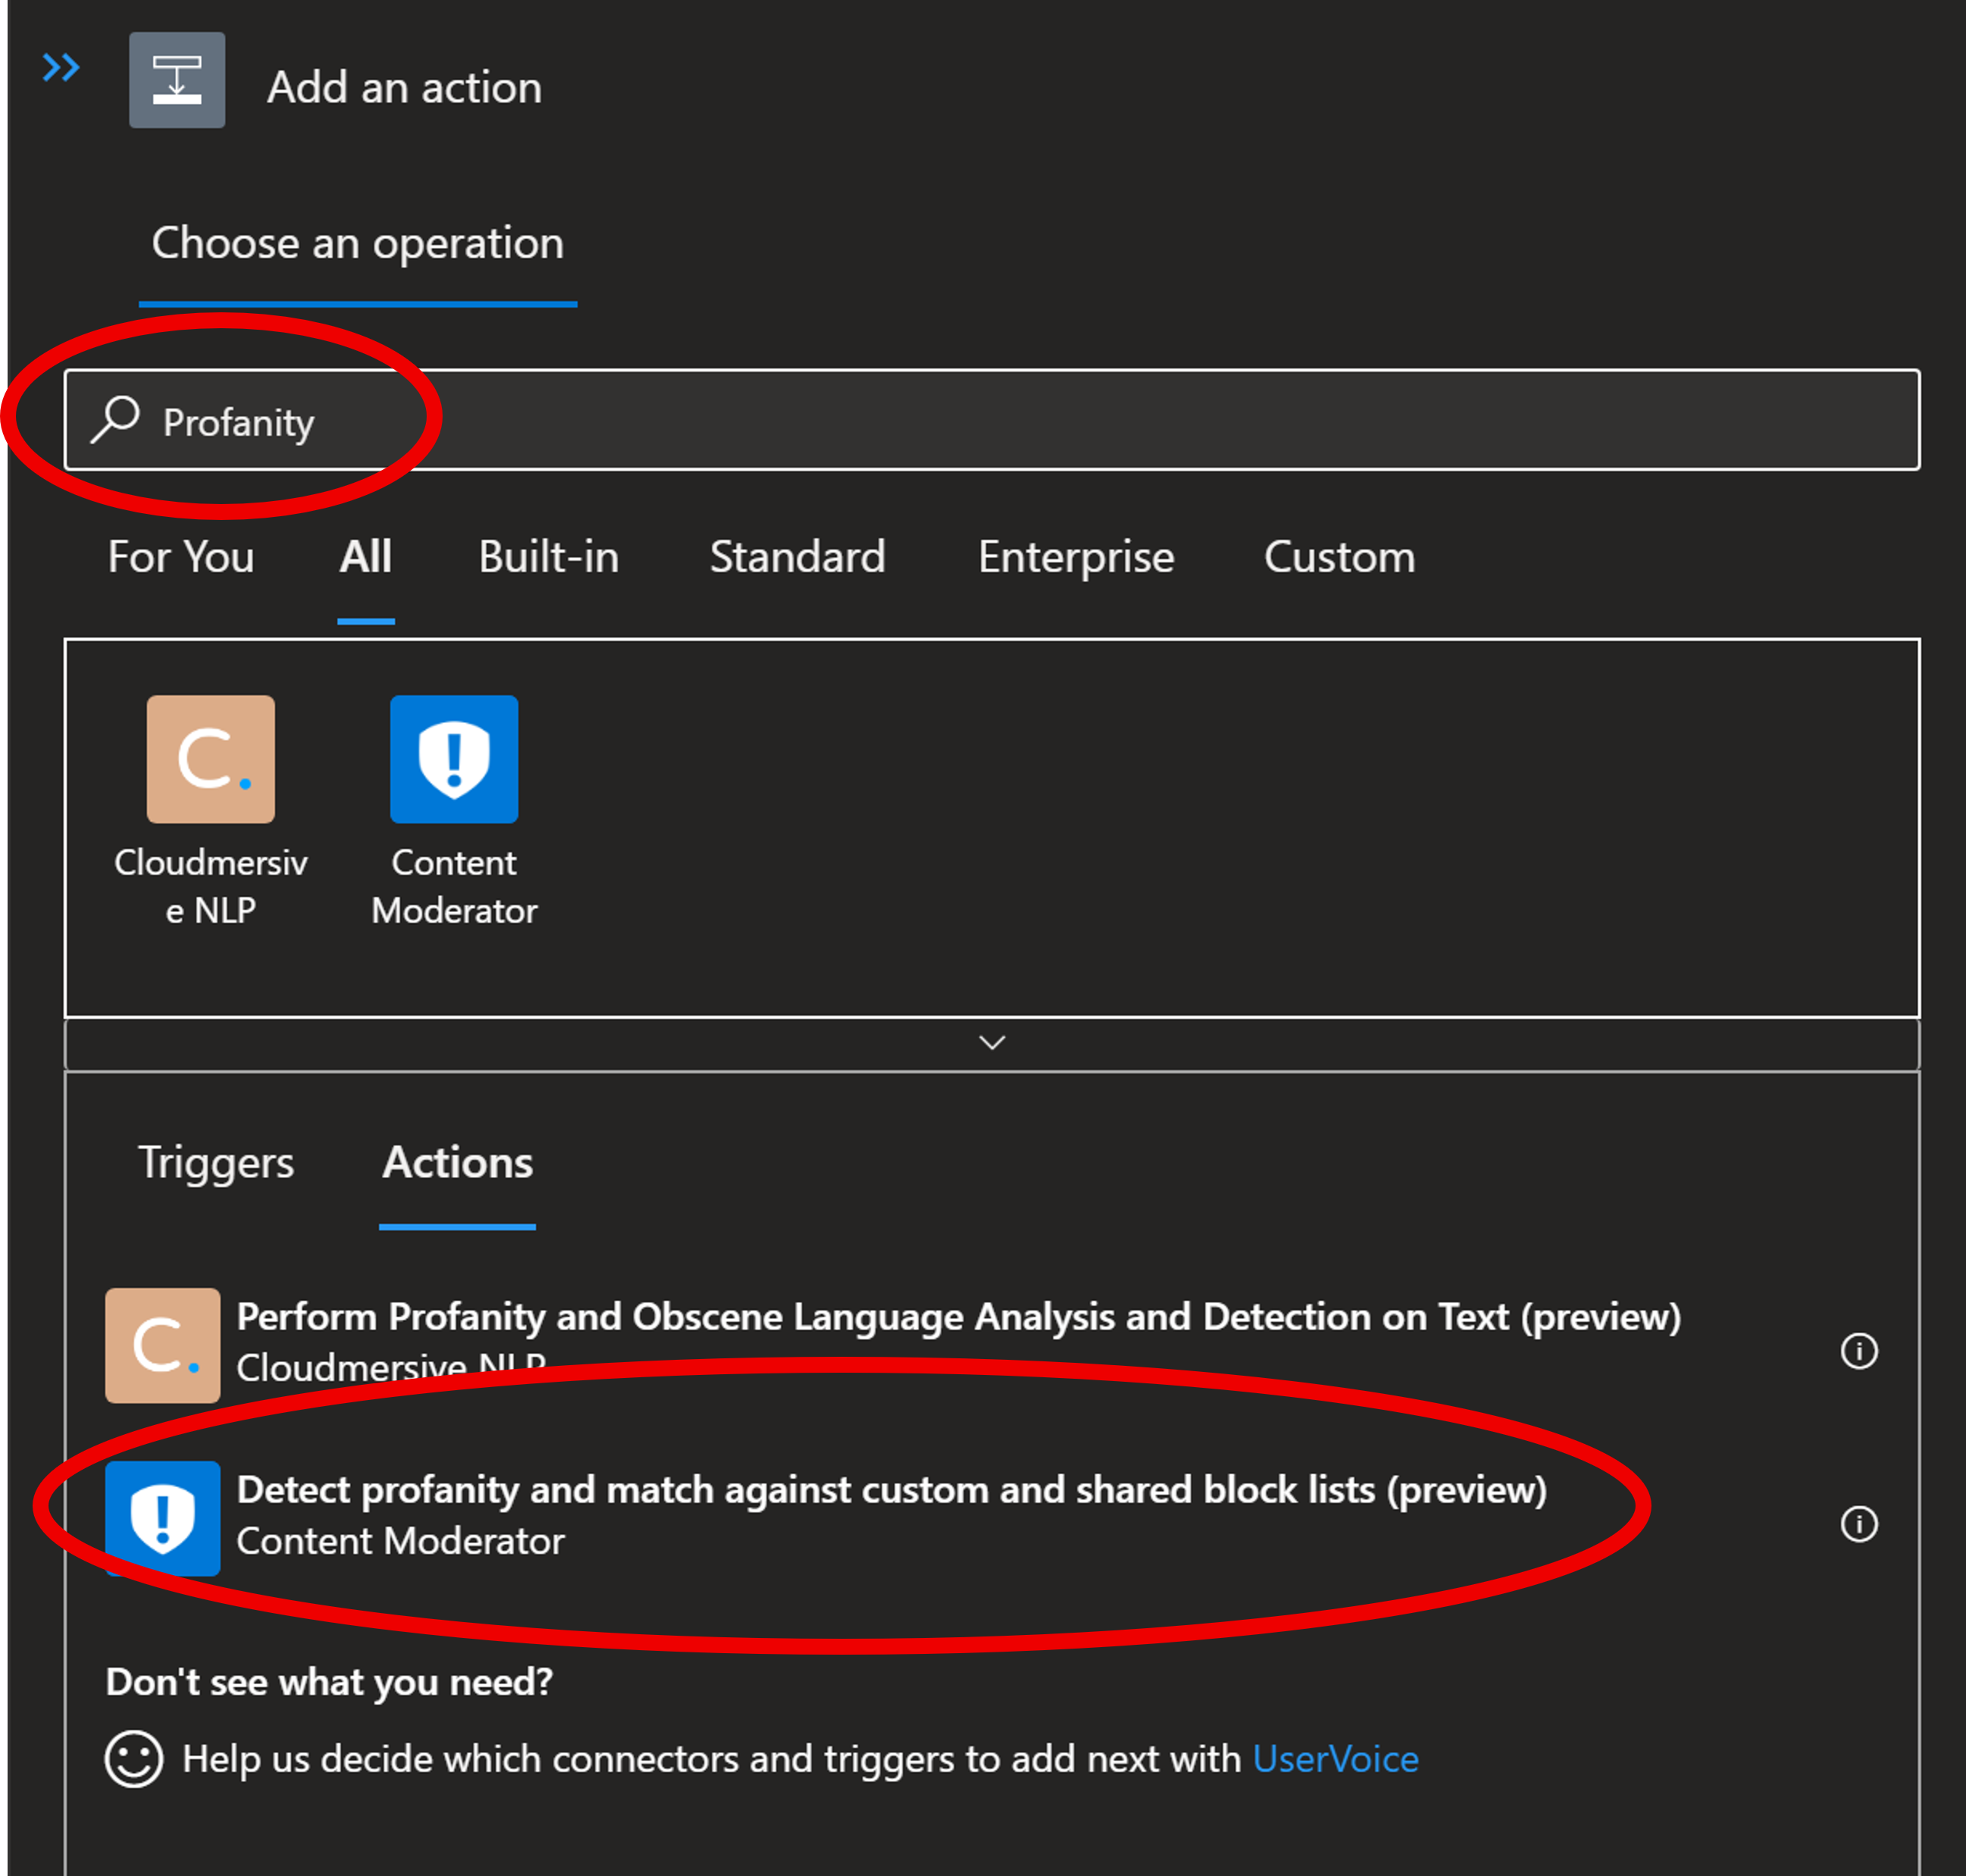 Add an action
Choose an operation
Profanity
For You All Built-in Standard Enterprise Custom
C.
Cloudmersiv
e NLP
Content
Moderator
Triggers Actions
C.
Perform Profanity and Obscene Language Analysis and Detection on Text (preview)
Cloudmersive NLP
Detect profanity and match against custom and shared block lists (preview)
Content Moderator
Don't see what you need?
Help us decide which connectors and triggers to add next with UserVoice